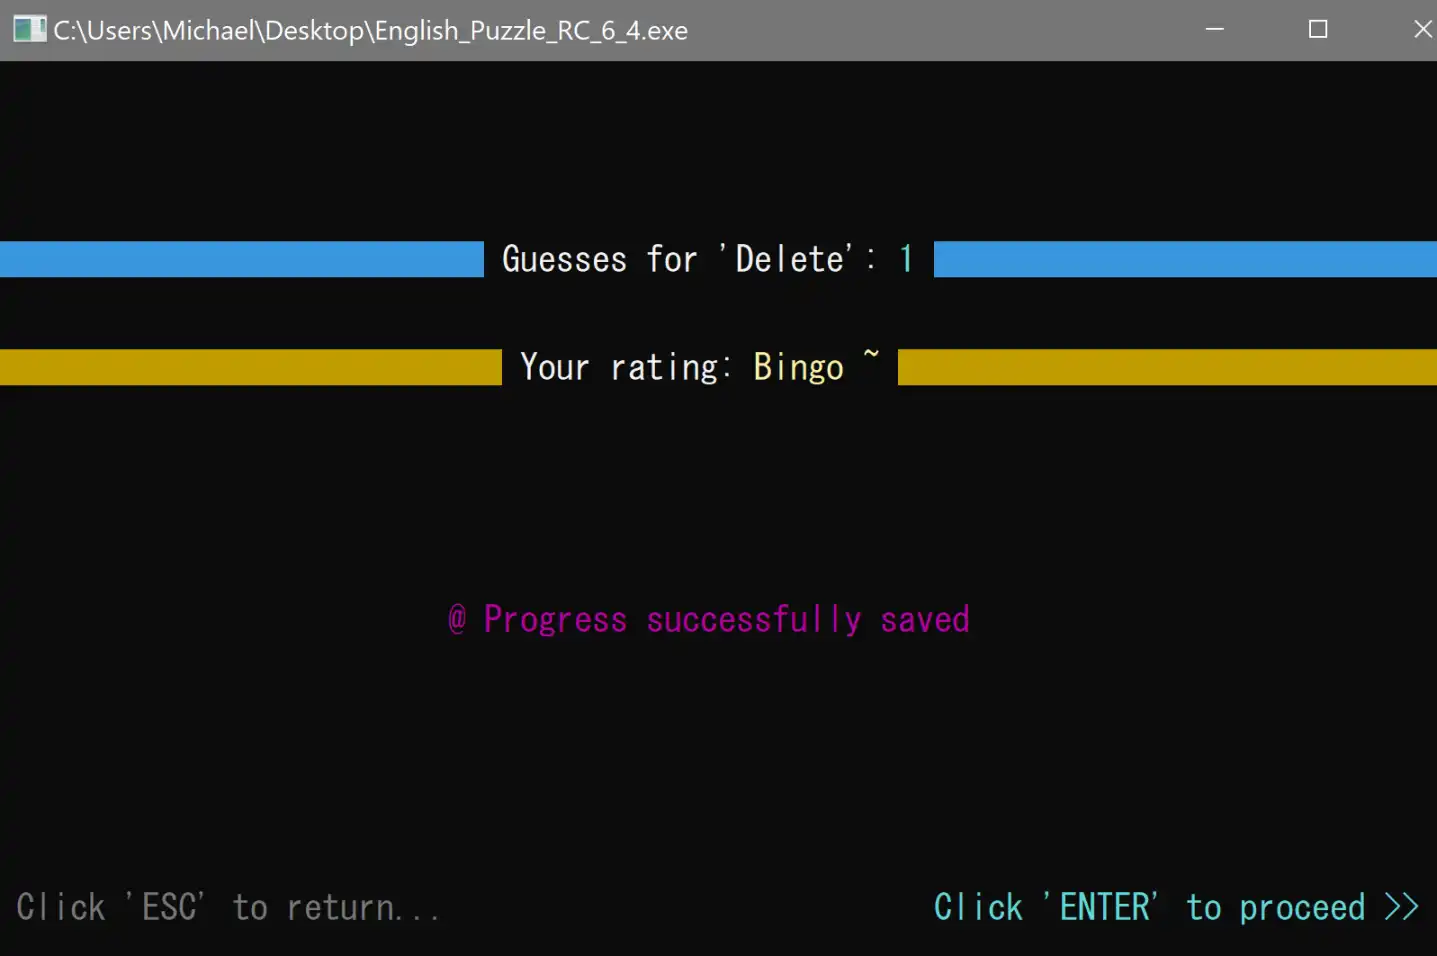 C:\Users\Michael\Desktop\English_Puzzle_RC_6_4.exe
Guesses for 'Delete': 1
Your rating: Bingo ~
@ Progress successfully saved
Click 'ESC' to return...
Click 'ENTER' to proceed >>